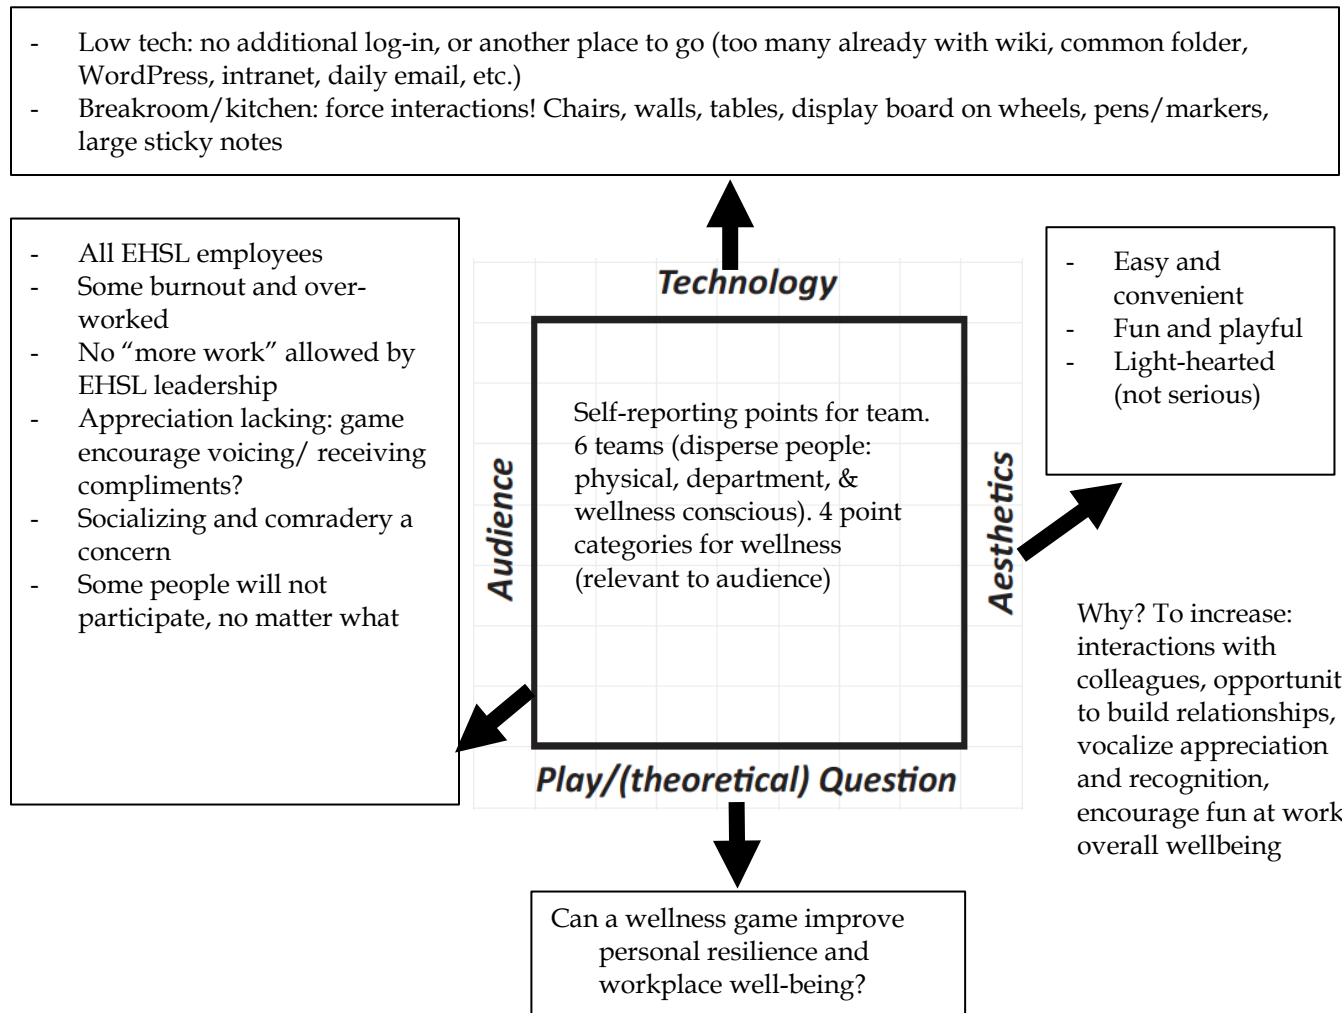 - Low tech: no additional log-in, or another place to go (too many already with wiki, common folder,
WordPress, intranet, daily email, etc.)
- Breakroom/kitchen: force interactions! Chairs, walls, tables, display board on wheels, pens/markers,
large sticky notes
- All EHSL employees
- Some burnout and over-
worked
- No “more work” allowed by
EHSL leadership
- Appreciation lacking: game
encourage voicing/ receiving
compliments?
- Socializing and comradery a
concern
- Some people will not
participate, no matter what
Technology
Audience
Self-reporting points for team.
6 teams (disperse people:
physical, department, &
wellness conscious). 4 point
categories for wellness
(relevant to audience)
Aesthetics
Play/(theoretical) Question
- Easy and
convenient
- Fun and playful
- Light-hearted
(not serious)
Why? To increase:
interactions with
colleagues, opportunit
to build relationships,
vocalize appreciation
and recognition,
encourage fun at work
overall wellbeing
Can a wellness game improve
personal resilience and
workplace well-being?